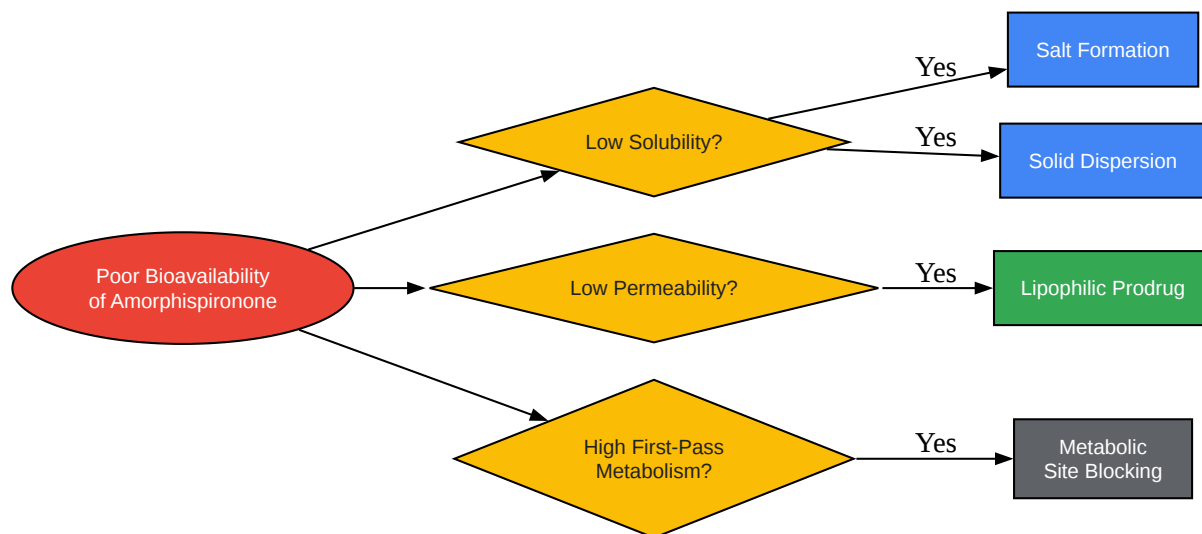 Poor Bioavailability
of Amorphispironone
Low Solubility?
Yes
Salt Formation
Yes
Solid Dispersion
Low Permeability?
Yes
Lipophilic Prodrug
High First-Pass
Metabolism?
Yes
Metabolic
Site Blocking